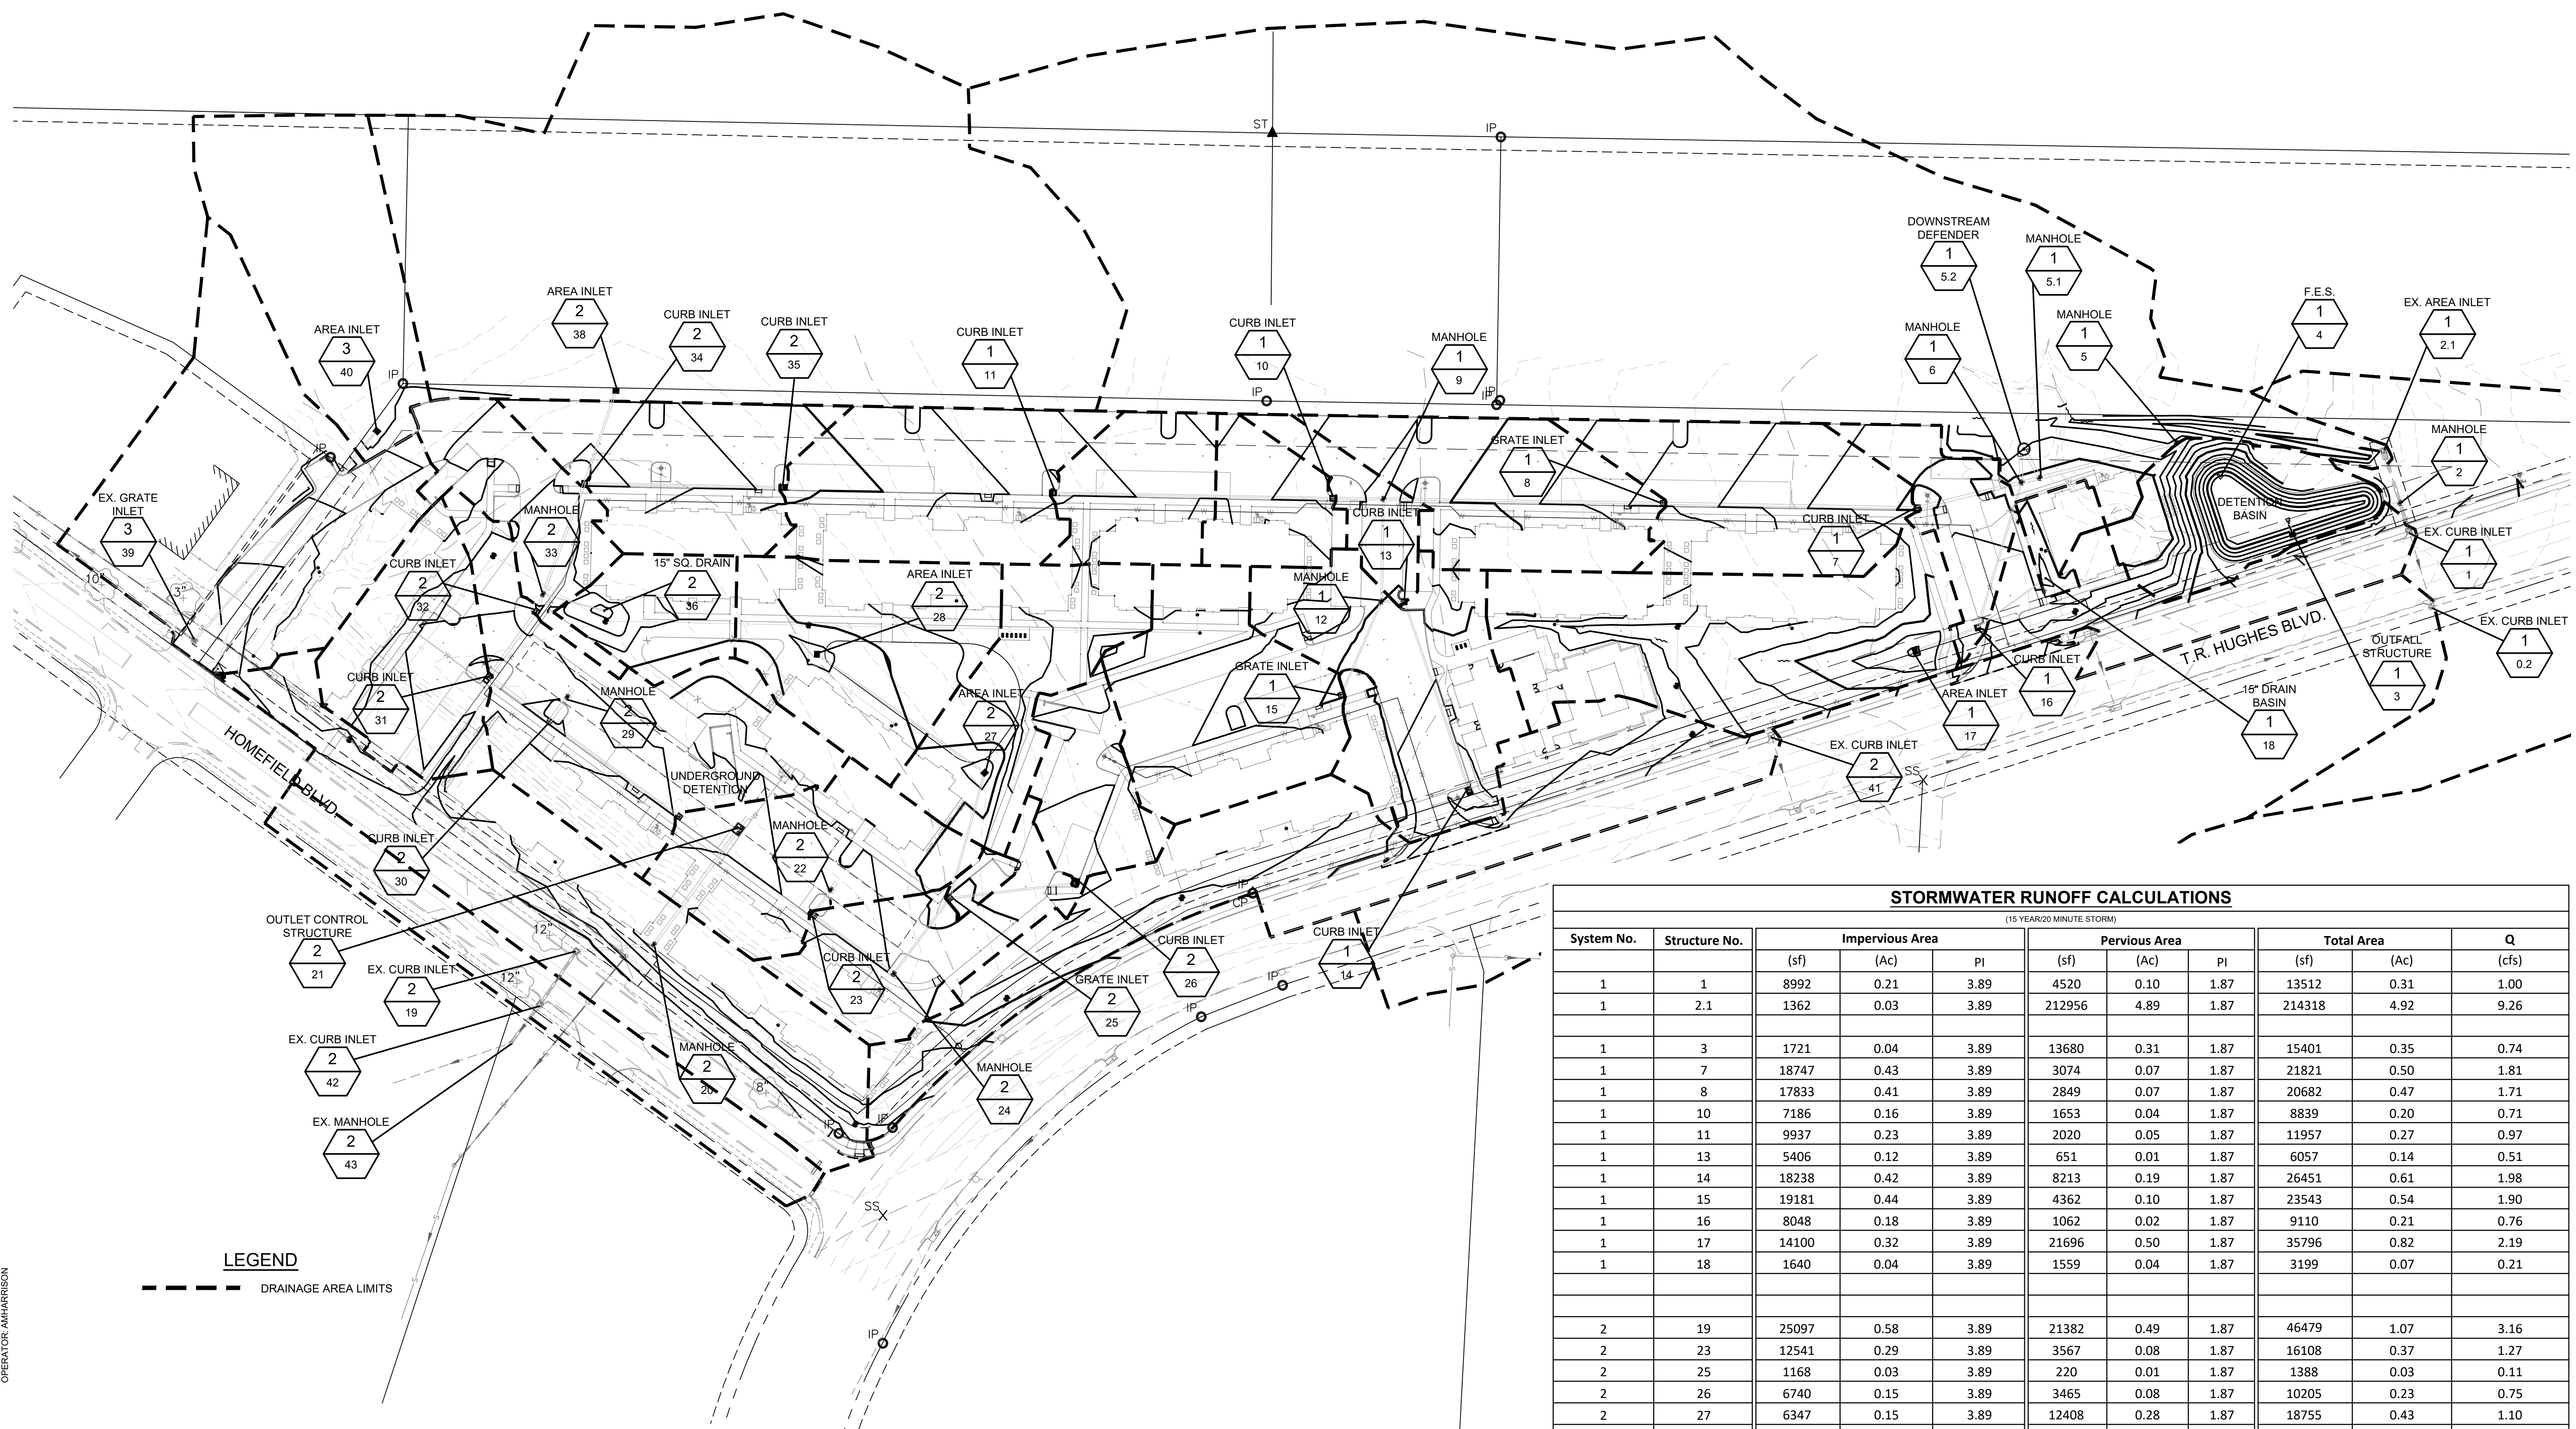 ST
IP
DOWNSTREAM
DEFENDER
1
5.2
MANHOLE
1
5.1
AREA INLET
2
38
CURB INLET
2
34
CURB INLET
2
35
AREA INLET
3
40
CURB INLET
1
11
CURB INLET
1
10
MANHOLE
1
9
MANHOLE
1
6
MANHOLE
1
5
F.E.S.
1
4
EX. AREA INLET
1
2.1
IP
IP
IP
IP
IP
GRATE INLET
1
8
MANHOLE
1
2
EX. GRATE
INLET
3
39
MANHOLE
2
33
CURB INLET
1
13
CURB INLET
1
7
DETENTION
BASIN
EX. CURB INLET
1
1
10"
3"
CURB INLET
2
32
15" SQ. DRAIN
2
36
AREA INLET
2
28
MANHOLE
1
12
EX. CURB INLET
1
0.2
T.R. HUGHES BLVD.
OUTFALL
STRUCTURE
1
3
CURB INLET
2
31
MANHOLE
2
29
AREA INLET
2
27
GRATE INLET
1
15
AREA INLET
1
17
CURB INLET
1
16
15" DRAIN
BASIN
1
18
HOMEFIELD BLVD.
UNDERGROUND
DETENTION
EX. CURB INLET
2
41
SS
CURB INLET
2
30
MANHOLE
2
22
IP
CP
OUTLET CONTROL
STRUCTURE
2
21
12"
12"
EX. CURB INLET
2
19
CURB INLET
2
23
CURB INLET
2
26
CURB INLET
1
14
GRATE INLET
2
25
IP
IP
EX. CURB INLET
2
42
MANHOLE
2
20
8"
MANHOLE
2
24
EX. MANHOLE
2
43
IP
IP
SS
IP
LEGEND
DRAINAGE AREA LIMITS
OPERATOR: AMHARRISON
STORMWATER RUNOFF CALCULATIONS
(15 YEAR/20 MINUTE STORM)
System No. Structure No. Impervious Area Pervious Area Total Area Q
(sf) (Ac) PI (sf) (Ac) PI (sf) (Ac) (cfs)
1 1 8992 0.21 3.89 4520 0.10 1.87 13512 0.31 1.00
1 2.1 1362 0.03 3.89 212956 4.89 1.87 214318 4.92 9.26
1 3 1721 0.04 3.89 13680 0.31 1.87 15401 0.35 0.74
1 7 18747 0.43 3.89 3074 0.07 1.87 21821 0.50 1.81
1 8 17833 0.41 3.89 2849 0.07 1.87 20682 0.47 1.71
1 10 7186 0.16 3.89 1653 0.04 1.87 8839 0.20 0.71
1 11 9937 0.23 3.89 2020 0.05 1.87 11957 0.27 0.97
1 13 5406 0.12 3.89 651 0.01 1.87 6057 0.14 0.51
1 14 18238 0.42 3.89 8213 0.19 1.87 26451 0.61 1.98
1 15 19181 0.44 3.89 4362 0.10 1.87 23543 0.54 1.90
1 16 8048 0.18 3.89 1062 0.02 1.87 9110 0.21 0.76
1 17 14100 0.32 3.89 21696 0.50 1.87 35796 0.82 2.19
1 18 1640 0.04 3.89 1559 0.04 1.87 3199 0.07 0.21
2 19 25097 0.58 3.89 21382 0.49 1.87 46479 1.07 3.16
2 23 12541 0.29 3.89 3567 0.08 1.87 16108 0.37 1.27
2 25 1168 0.03 3.89 220 0.01 1.87 1388 0.03 0.11
2 26 6740 0.15 3.89 3465 0.08 1.87 10205 0.23 0.75
2 27 6347 0.15 3.89 12408 0.28 1.87 18755 0.43 1.10